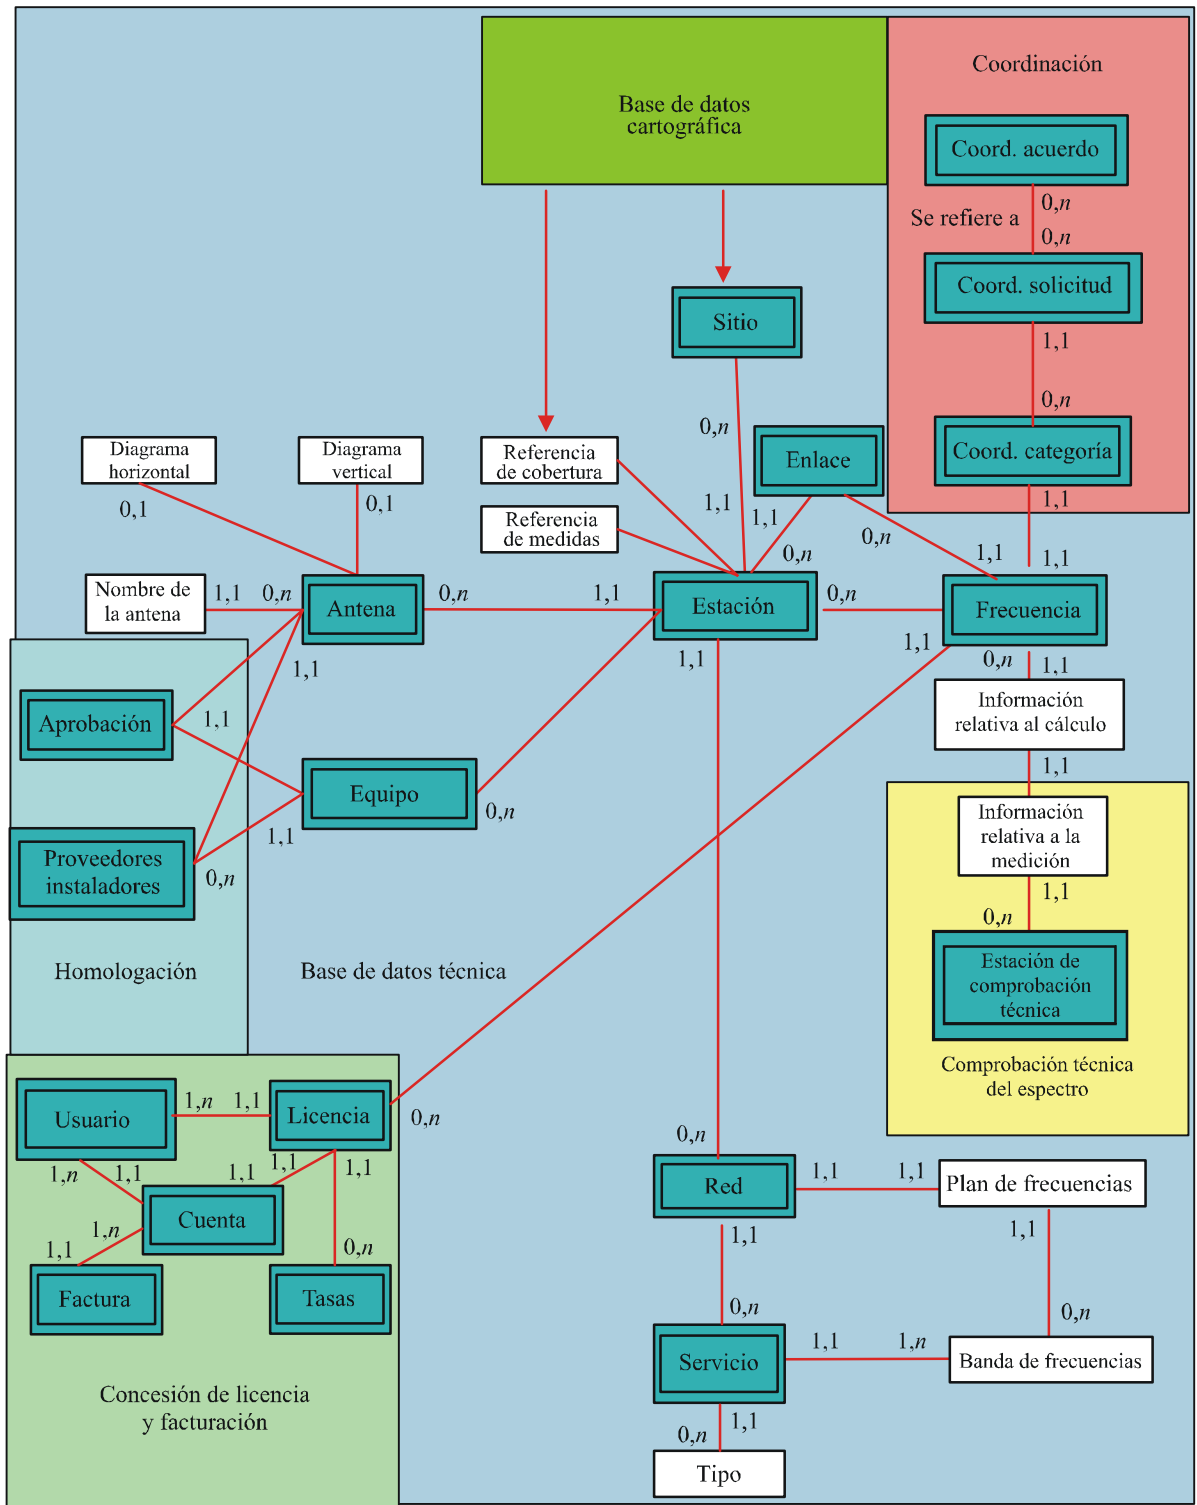 Coordinación
Base de datos
cartográfica
Coord. acuerdo
0,n
Se refiere a
0,n
Coord. solicitud
1,1
0,n
Coord. categoría
1,1
1,1
Sitio
0,n
1,1
Enlace
1,1
0,n
0,n
1,1
Diagrama
horizontal
0,1
Diagrama
vertical
0,1
Referencia
de cobertura
Referencia
de medidas
Nombre de
la antena
1,1
0,n
Antena
0,n
1,1
Estación
0,n
Frecuencia
1,1
1,1
1,1
0,n
1,1
Aprobación
1,1
Información
relativa al cálculo
1,1
Equipo
0,n
1,1
Proveedores
instaladores
0,n
Información
relativa a la
medición
1,1
0,n
Estación de
comprobación
técnica
Comprobación técnica
del espectro
Homologación
Base de datos técnica
Usuario
1,n
1,1
Licencia
0,n
1,n
1,1
1,1
1,1
1,1
Cuenta
1,n
1,1
0,n
Factura
Tasas
Concesión de licencia
y facturación
0,n
Red
1,1
1,1
Plan de frecuencias
1,1
1,1
0,n
0,n
Servicio
1,1
1,n
Banda de frecuencias
1,1
0,n
Tipo